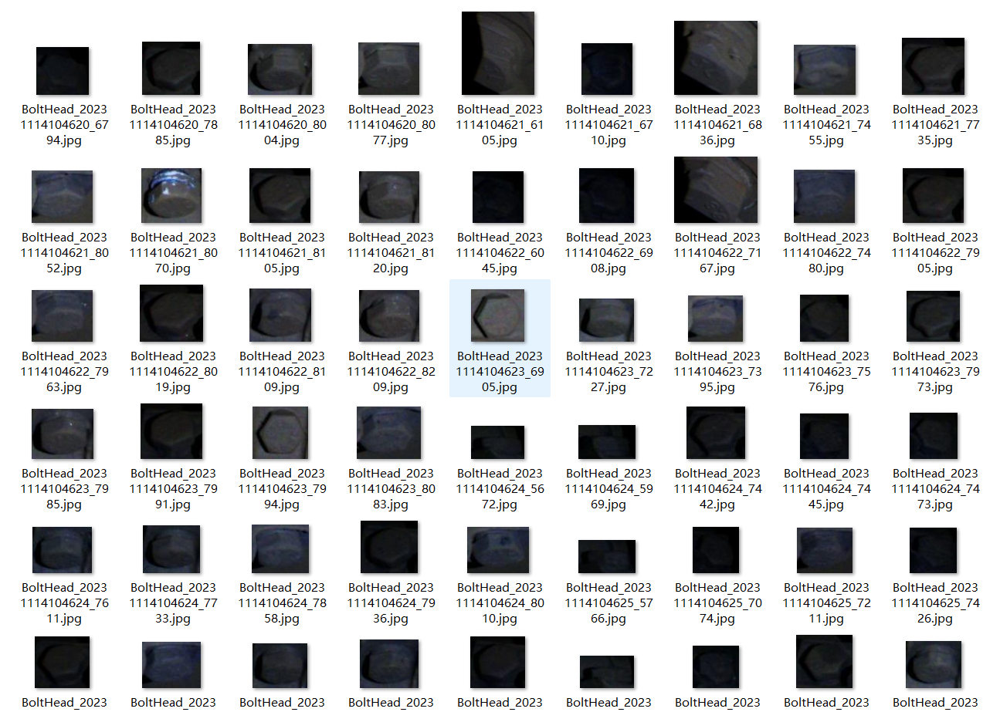 BoltHead_2023 BoltHead_2023 BoltHead_2023 BoltHead_2023 BoltHead_2023 BoltHead_2023 BoltHead_2023 BoltHead_2023 BoltHead_2023
1114104620_67 1114104620_78 1114104620_80 1114104620_80 1114104621_61 1114104621_67 1114104621_68 1114104621_74 1114104621_77
94.jpg 85.jpg 04.jpg 77.jpg 05.jpg 10.jpg 36.jpg 55.jpg 35.jpg
BoltHead_2023 BoltHead_2023 BoltHead_2023 BoltHead_2023 BoltHead_2023 BoltHead_2023 BoltHead_2023 BoltHead_2023 BoltHead_2023
1114104621_80 1114104621_80 1114104621_81 1114104621_81 1114104622_60 1114104622_69 1114104622_71 1114104622_74 1114104622_79
52.jpg 70.jpg 05.jpg 20.jpg 45.jpg 08.jpg 67.jpg 80.jpg 05.jpg
BoltHead_2023 BoltHead_2023 BoltHead_2023 BoltHead_2023 BoltHead_2023 BoltHead_2023 BoltHead_2023 BoltHead_2023 BoltHead_2023
1114104622_79 1114104622_80 1114104622_81 1114104622_82 1114104623_69 1114104623_72 1114104623_73 1114104623_75 1114104623_79
63.jpg 19.jpg 09.jpg 09.jpg 05.jpg 27.jpg 95.jpg 76.jpg 73.jpg
BoltHead_2023 BoltHead_2023 BoltHead_2023 BoltHead_2023 BoltHead_2023 BoltHead_2023 BoltHead_2023 BoltHead_2023 BoltHead_2023
1114104623_79 1114104623_79 1114104623_79 1114104623_80 1114104624_56 1114104624_59 1114104624_74 1114104624_74 1114104624_74
85.jpg 91.jpg 94.jpg 83.jpg 72.jpg 69.jpg 42.jpg 45.jpg 73.jpg
BoltHead_2023 BoltHead_2023 BoltHead_2023 BoltHead_2023 BoltHead_2023 BoltHead_2023 BoltHead_2023 BoltHead_2023 BoltHead_2023
1114104624_76 1114104624_77 1114104624_78 1114104624_79 1114104624_80 1114104625_57 1114104625_70 1114104625_72 1114104625_74
11.jpg 33.jpg 58.jpg 36.jpg 10.jpg 66.jpg 74.jpg 11.jpg 26.jpg
BoltHead_2023 BoltHead_2023 BoltHead_2023 BoltHead_2023 BoltHead_2023 BoltHead_2023 BoltHead_2023 BoltHead_2023 BoltHead_2023